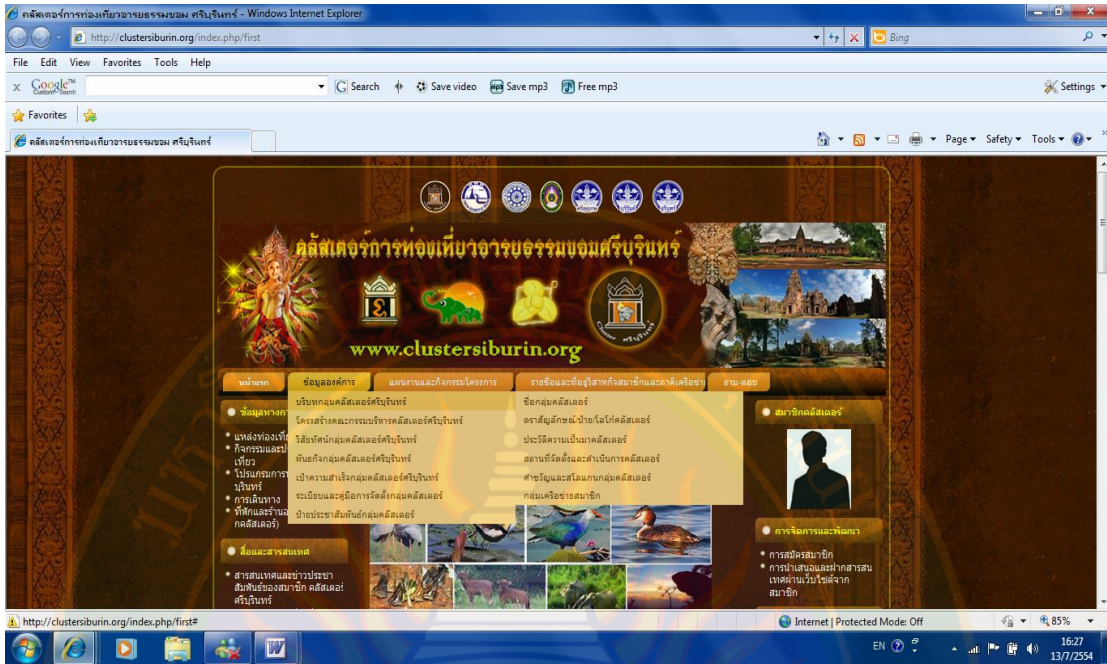 คลัสเตอร์การท่องเที่ยวอารยธรรมขอม ศรีบุรินทร์ - Windows Internet Explorer
http://clustersiburin.org/index.php/first
Bing
File Edit View Favorites Tools Help
x Google™ Custom Search
Search Save video Save mp3 Free mp3 Settings
Favorites
คลัสเตอร์การท่องเที่ยวอารยธรรมขอม ศรีบุรินทร์
Page Safety Tools
คลัสเตอร์การท่องเที่ยวอารยธรรมขอมศรีบุรินทร์
www.clustersiburin.org
หน้าแรก ข้อมูลองค์การ แผนงานและกิจกรรมโครงการ รายชื่อและที่อยู่วิสาหกิจสมาชิกและภาคีเครือข่าย ถาม-ตอบ
บริบทกลุ่มคลัสเตอร์ศรีบุรินทร์ ชื่อกลุ่มคลัสเตอร์
โครงสร้างคณะกรรมบริหารคลัสเตอร์ศรีบุรินทร์ ตราสัญลักษณ์/ป้าย/โลโก้คลัสเตอร์
วิสัยทัศน์กลุ่มคลัสเตอร์ศรีบุรินทร์ ประวัติความเป็นมาคลัสเตอร์
พันธกิจกลุ่มคลัสเตอร์ศรีบุรินทร์ สถานที่จัดตั้งและดำเนินการคลัสเตอร์
เป้าความสำเร็จกลุ่มคลัสเตอร์ศรีบุรินทร์ คำขวัญและสโลแกนกลุ่มคลัสเตอร์
ระเบียบและคู่มือการจัดตั้งกลุ่มคลัสเตอร์ กลุ่มเครือข่ายสมาชิก
ป้ายประชาสัมพันธ์กลุ่มคลัสเตอร์
ข้อมูลทางกา
แหล่งท่องเที่
กิจกรรมและป
เที่ยว
โปรแกรมการท
บุรินทร์
การเดินทาง
ที่พักและร้านอ
กคลัสเตอร์)
สื่อและสารสนเทศ
สารสนเทศและข่าวประชา
สัมพันธ์ของสมาชิก คลัสเตอร์
ศรีบุรินทร์
สมาชิกคลัสเตอร์
การจัดการและพัฒนา
การสมัครสมาชิก
การนำเสนอและฝากสารสน
เทศผ่านเว็บไซต์จาก
สมาชิก
http://clustersiburin.org/index.php/first#
Internet | Protected Mode: Off
85%
EN
16:27
13/7/2554